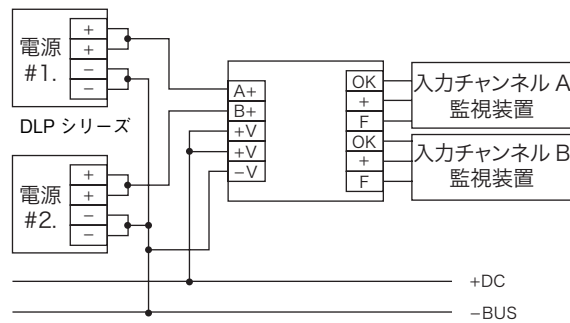 電源
#1.
+
+
−
−
DLP シリーズ
電源
#2.
+
+
−
−
A+
B+
+V
+V
−V
OK
+
F
OK
+
F
入力チャンネル A
監視装置
入力チャンネル B
監視装置
+DC
−BUS